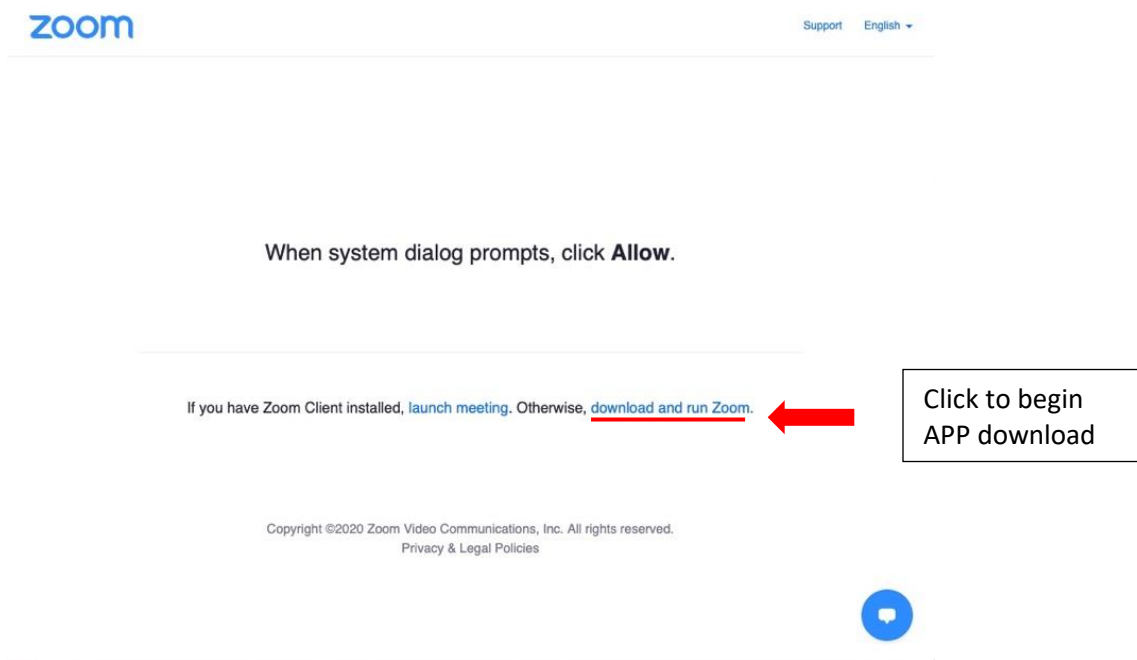 zoom
Support English
When system dialog prompts, click Allow.
If you have Zoom Client installed, launch meeting. Otherwise, download and run Zoom.
Click to begin
APP download
Copyright ©2020 Zoom Video Communications, Inc. All rights reserved.
Privacy & Legal Policies